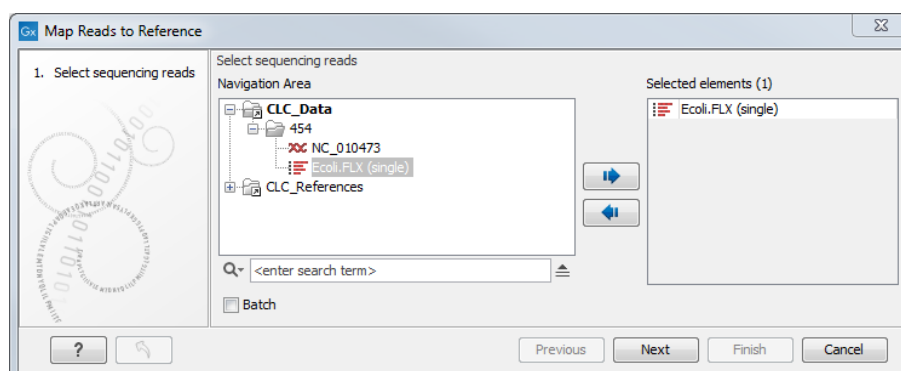 Gx Map Reads to Reference
1. Select sequencing reads
Select sequencing reads
Navigation Area
CLC_Data
454
NC_010473
Ecoli.FLX (single)
CLC_References
<enter search term>
Batch
Selected elements (1)
Ecoli.FLX (single)
?
Previous
Next
Finish
Cancel